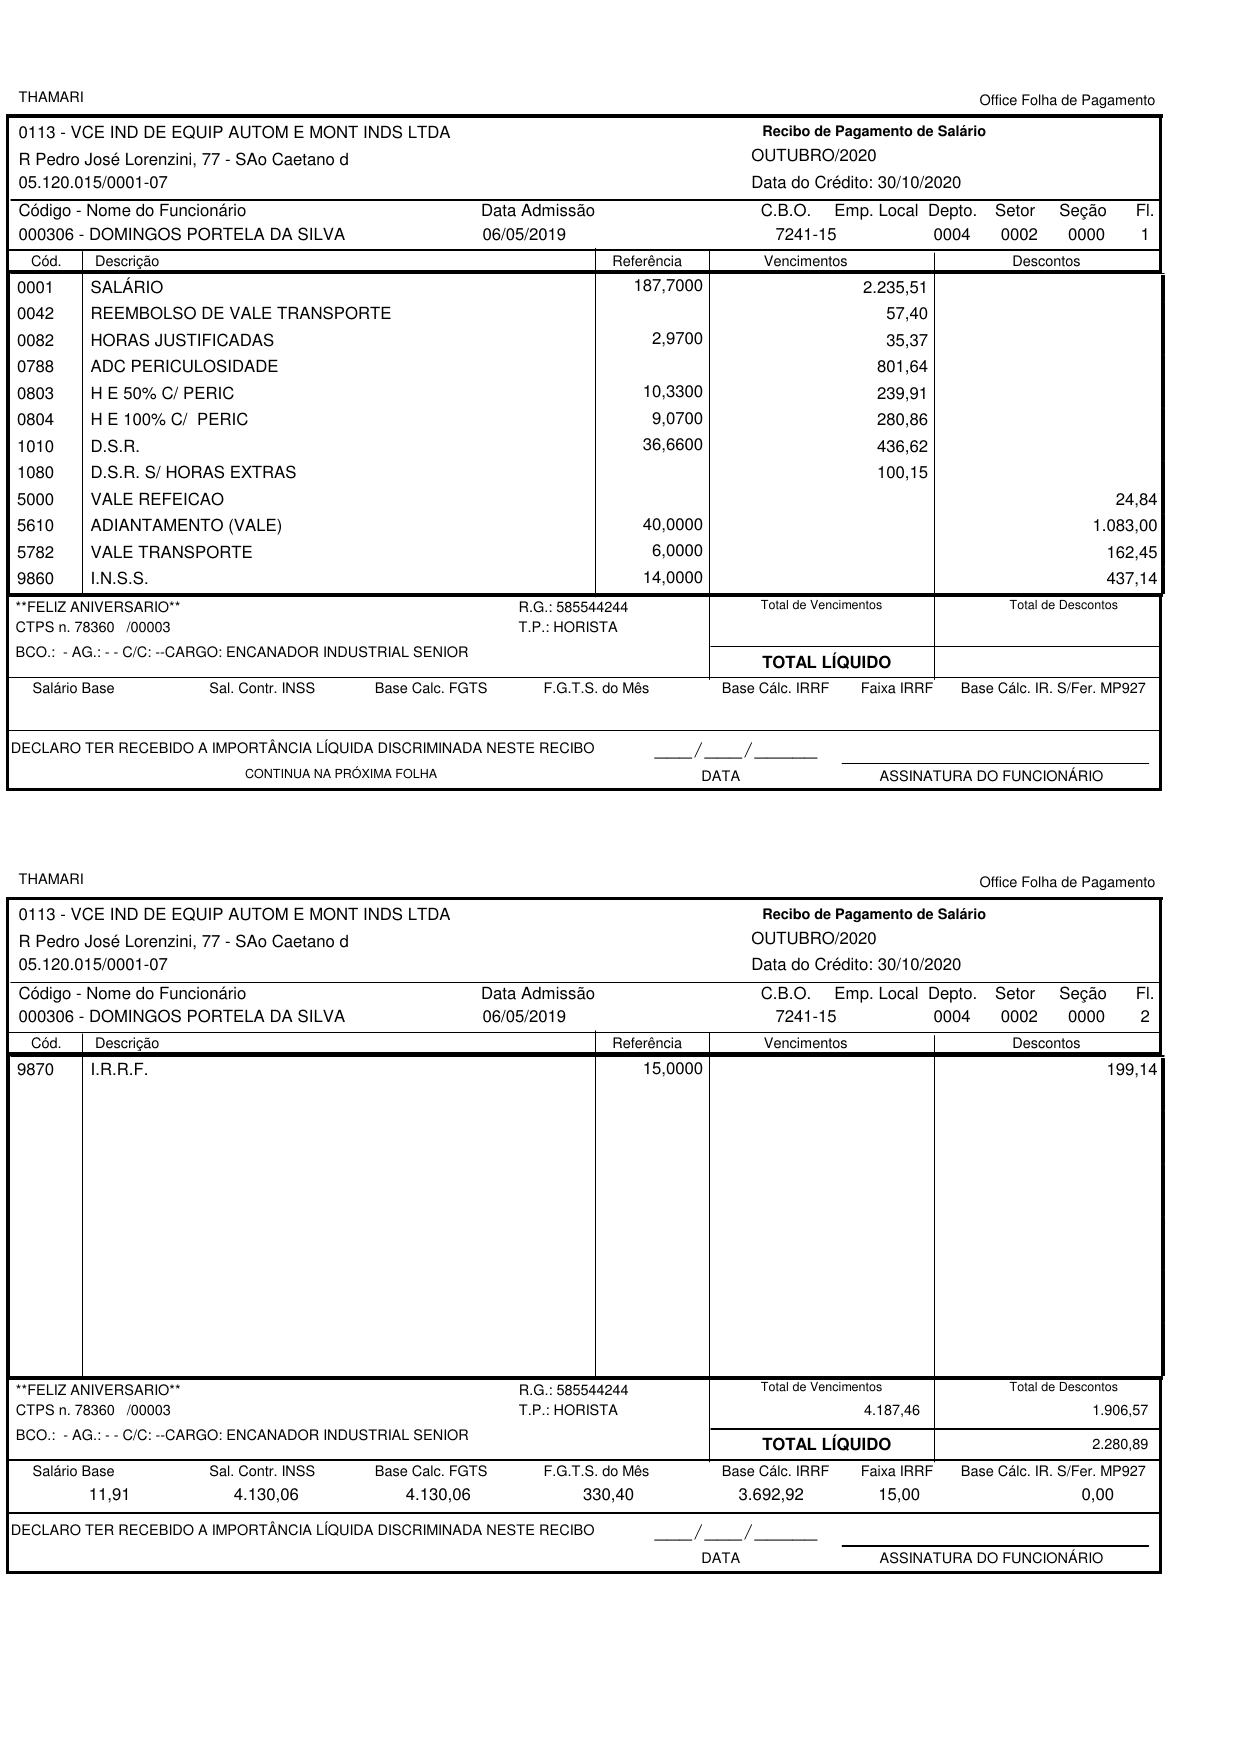 THAMARI
Office Folha de Pagamento
0113 - VCE IND DE EQUIP AUTOM E MONT INDS LTDA Recibo de Pagamento de Salário
R Pedro José Lorenzini, 77 - SAo Caetano d OUTUBRO/2020
05.120.015/0001-07 Data do Crédito: 30/10/2020
Código - Nome do Funcionário Data Admissão C.B.O. Emp. Local Depto. Setor Seção Fl.
000306 - DOMINGOS PORTELA DA SILVA 06/05/2019 7241-15 0004 0002 0000 1
Cód. Descrição Referência Vencimentos Descontos
0001 SALÁRIO 187,7000 2.235,51
0042 REEMBOLSO DE VALE TRANSPORTE 57,40
0082 HORAS JUSTIFICADAS 2,9700 35,37
0788 ADC PERICULOSIDADE 801,64
0803 H E 50% C/ PERIC 10,3300 239,91
0804 H E 100% C/ PERIC 9,0700 280,86
1010 D.S.R. 36,6600 436,62
1080 D.S.R. S/ HORAS EXTRAS 100,15
5000 VALE REFEICAO 24,84
5610 ADIANTAMENTO (VALE) 40,0000 1.083,00
5782 VALE TRANSPORTE 6,0000 162,45
9860 I.N.S.S. 14,0000 437,14
**FELIZ ANIVERSARIO** R.G.: 585544244 Total de Vencimentos Total de Descontos
CTPS n. 78360 /00003 T.P.: HORISTA
BCO.: - AG.: - - C/C: --CARGO: ENCANADOR INDUSTRIAL SENIOR
TOTAL LÍQUIDO
Salário Base Sal. Contr. INSS Base Calc. FGTS F.G.T.S. do Mês Base Cálc. IRRF Faixa IRRF Base Cálc. IR. S/Fer. MP927
DECLARO TER RECEBIDO A IMPORTÂNCIA LÍQUIDA DISCRIMINADA NESTE RECIBO ____/____/_______
CONTINUA NA PRÓXIMA FOLHA DATA ASSINATURA DO FUNCIONÁRIO
THAMARI
Office Folha de Pagamento
0113 - VCE IND DE EQUIP AUTOM E MONT INDS LTDA Recibo de Pagamento de Salário
R Pedro José Lorenzini, 77 - SAo Caetano d OUTUBRO/2020
05.120.015/0001-07 Data do Crédito: 30/10/2020
Código - Nome do Funcionário Data Admissão C.B.O. Emp. Local Depto. Setor Seção Fl.
000306 - DOMINGOS PORTELA DA SILVA 06/05/2019 7241-15 0004 0002 0000 2
Cód. Descrição Referência Vencimentos Descontos
9870 I.R.R.F. 15,0000 199,14
**FELIZ ANIVERSARIO** R.G.: 585544244 Total de Vencimentos Total de Descontos
CTPS n. 78360 /00003 T.P.: HORISTA 4.187,46 1.906,57
BCO.: - AG.: - - C/C: --CARGO: ENCANADOR INDUSTRIAL SENIOR
TOTAL LÍQUIDO 2.280,89
Salário Base Sal. Contr. INSS Base Calc. FGTS F.G.T.S. do Mês Base Cálc. IRRF Faixa IRRF Base Cálc. IR. S/Fer. MP927
11,91 4.130,06 4.130,06 330,40 3.692,92 15,00 0,00
DECLARO TER RECEBIDO A IMPORTÂNCIA LÍQUIDA DISCRIMINADA NESTE RECIBO ____/____/_______
DATA ASSINATURA DO FUNCIONÁRIO